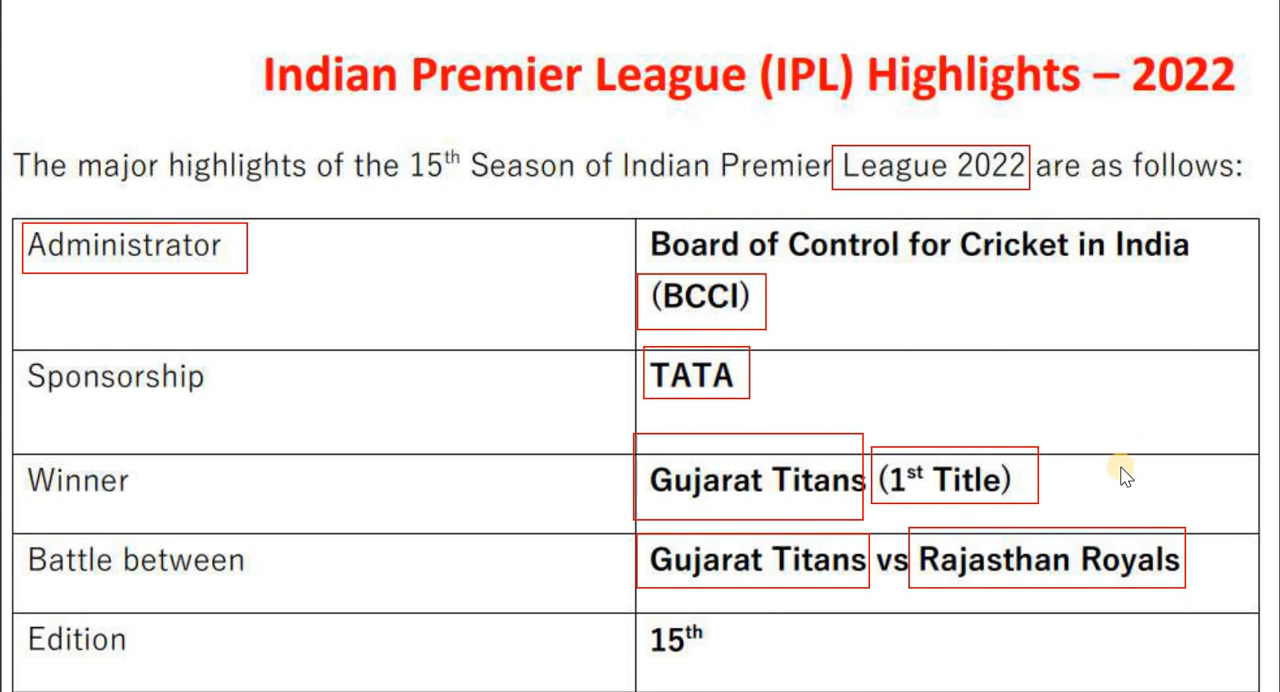 Indian Premier League (IPL) Highlights – 2022
The major highlights of the 15th Season of Indian Premier League 2022 are as follows:
Administrator
Board of Control for Cricket in India
(BCCI)
Sponsorship
TATA
Winner
Gujarat Titans (1st Title)
Battle between
Gujarat Titans vs Rajasthan Royals
Edition
15th